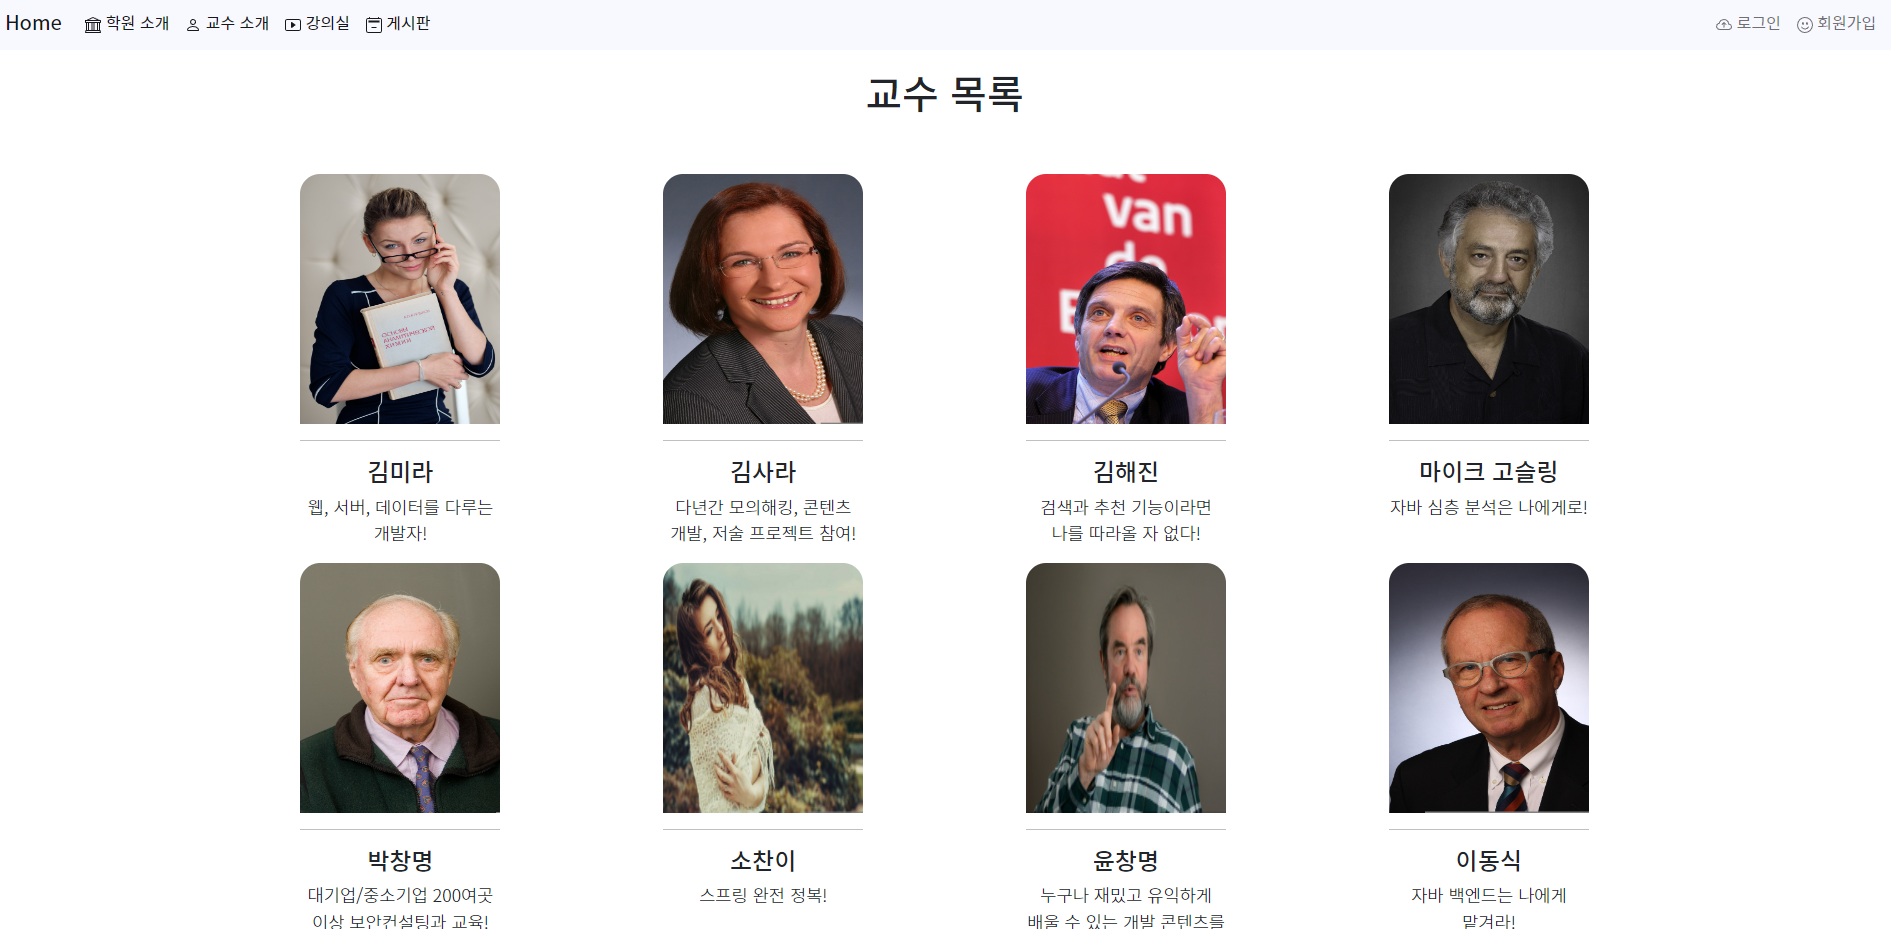 Home 학원 소개 교수 소개 강의실 게시판 로그인 회원가입
교수 목록
van
de
김미라 김사라 김해진 마이크 고슬링
웹, 서버, 데이터를 다루는 다년간 모의해킹, 콘텐츠 검색과 추천 기능이라면 자바 심층 분석은 나에게로!
개발자! 개발, 저술 프로젝트 참여! 나를 따라올 자 없다!
박창명 소찬이 윤창명 이동식
대기업/중소기업 200여곳 스프링 완전 정복! 누구나 재밌고 유익하게 자바 백엔드는 나에게
이상 보안컨설팅과 교육! 배울 수 있는 개발 콘텐츠를 맡겨라!